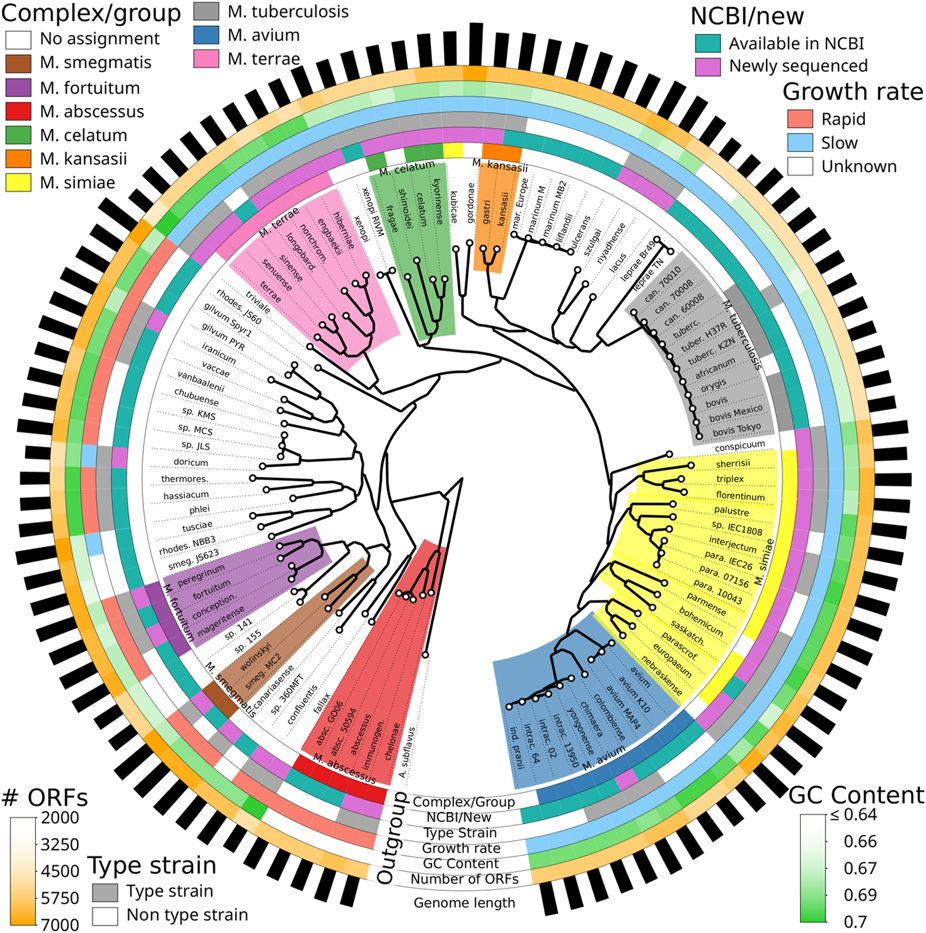 Complex/group
No assignment
M. smegmatis
M. fortuitum
M. abscessus
M. celatum
M. kansasii
M. simiae
M. tuberculosis
M. avium
M. terrae
NCBI/new
Available in NCBI
Newly sequenced
Growth rate
Rapid
Slow
Unknown
M. terrae
M. celatum
M. kansasii
M. tuberculosis
M. simiae
M. avium
M. abscessus
M. smegmatis
M. fortuitum
terrae
senuense
sinense
longobard.
nonchrom.
engbaekii
hiberniae
xenopi
xenopi RIVM
fragae
shimoidei
celatum
kyorinense
kubicae
gordonae
gastri
kansasii
mar. Europe
marinum M
marinum MB2
liflandii
ulcerans
szulgai
riyadhense
lacus
leprae Br49
leprae TN
can. 70010
can. 70008
can. 60008
tuberc.
tuber. H37R
tuberc. KZN
africanum
orygis
bovis
bovis Mexico
bovis Tokyo
conspicuum
sherrisii
triplex
florentinum
palustre
sp. IEC1808
interjectum
para. IEC26
para. 07156
para. 10043
parmense
bohemicum
saskatch.
europaeum
nebraskense
avium
avium K10
avium MAP4
colombiense
chimaera
yongonense
intrac. 13950
intrac. 02
intrac. 64
ind. pranii
A. subflavus
chelonae
immunogen.
abscessus
absc. 50594
absc. GO06
fallax
confluentis
sp. 360MFT
canariasense
smeg. MC2
wolinskyi
sp. 155
sp. 141
mageritense
conception.
fortuitum
peregrinum
smeg. JS623
rhodes. NBB3
tusciae
phlei
hassiacum
thermores.
doricum
sp. JLS
sp. MCS
sp. KMS
chubuense
vanbaalenii
vaccae
iranicum
gilvum PYR
gilvum Spyr1
rhodes. JS60
triviale
Outgroup
Complex/Group
NCBI/New
Type Strain
Growth rate
GC Content
Number of ORFs
Genome length
# ORFs
2000
3250
4500
5750
7000
Type strain
Type strain
Non type strain
GC Content
≤ 0.64
0.66
0.69
0.7